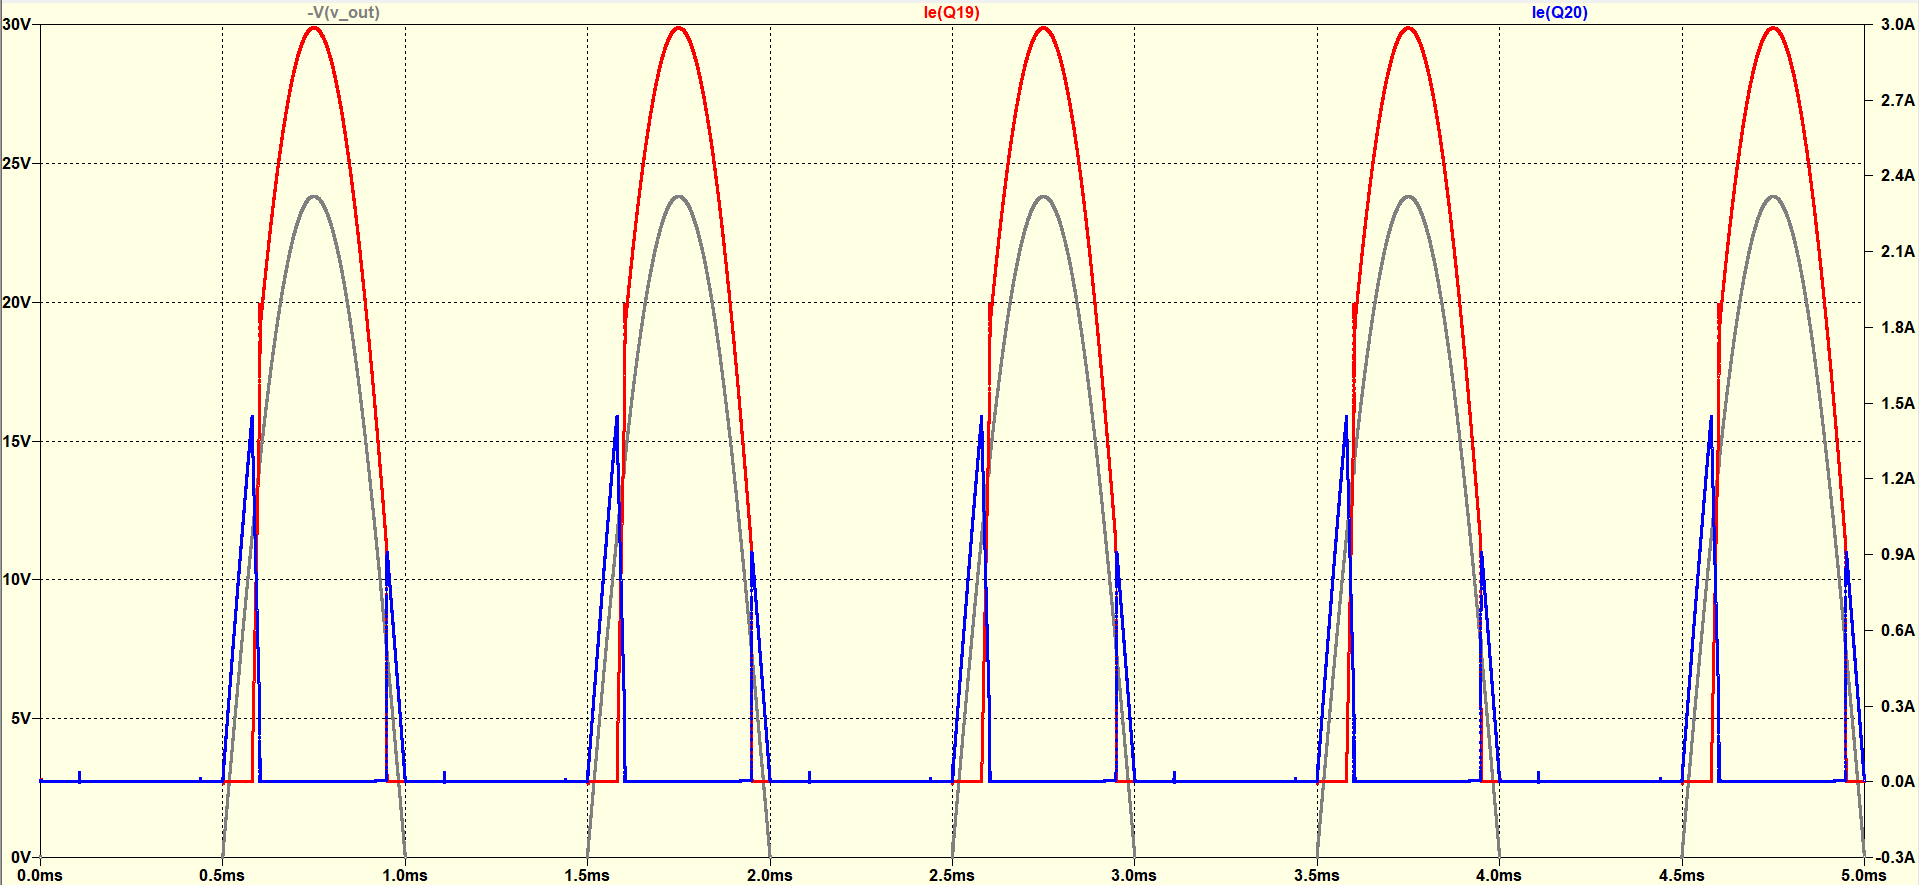 -V(v_out) Ie(Q19) Ie(Q20)
30V 3.0A
2.7A
25V
2.4A
2.1A
20V
1.8A
1.5A
15V
1.2A
0.9A
10V
0.6A
5V
0.3A
0.0A
0V -0.3A
0.0ms 0.5ms 1.0ms 1.5ms 2.0ms 2.5ms 3.0ms 3.5ms 4.0ms 4.5ms 5.0ms